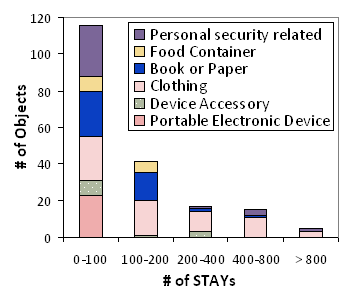 120
100
80
60
40
20
0
# of Objects
Personal security related
Food Container
Book or Paper
Clothing
Device Accessory
Portable Electronic Device
0-100 100-200 200-400 400-800 > 800
# of STAYs